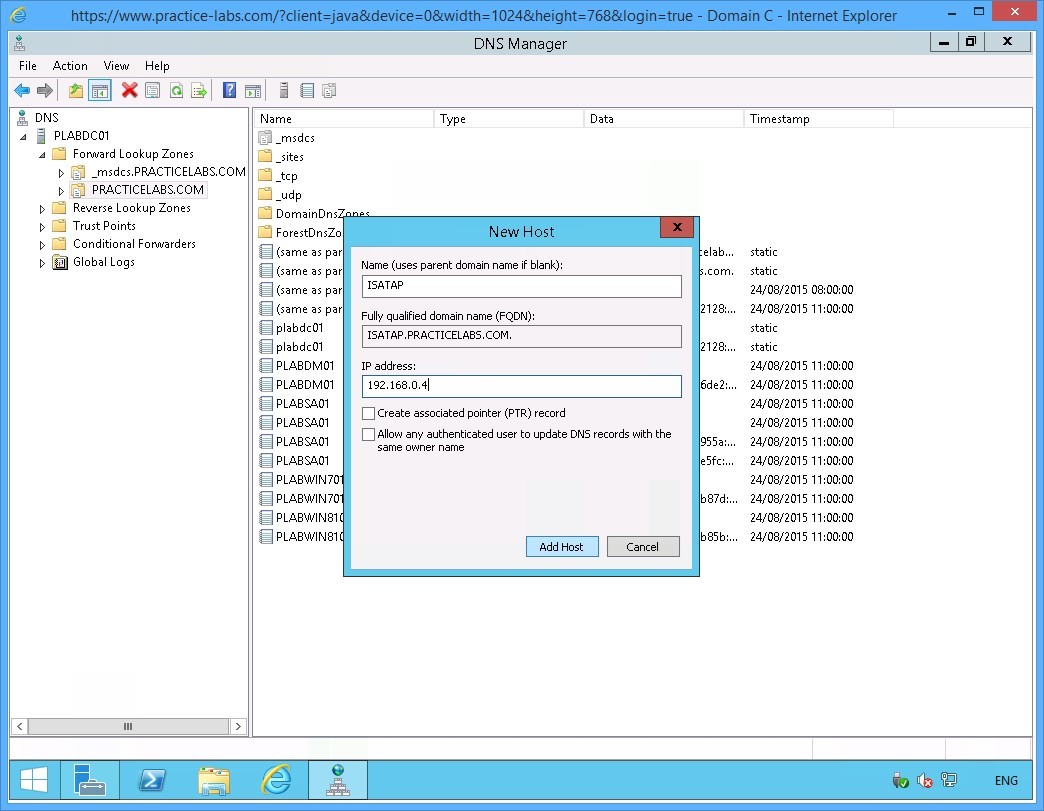 https://www.practice-labs.com/?client=java&device=0&width=1024&height=768&login=true - Domain C - Internet Explorer
DNS Manager
File Action View Help
DNS
PLABDC01
Forward Lookup Zones
_msdcs.PRACTICELABS.COM
PRACTICELABS.COM
Reverse Lookup Zones
Trust Points
Conditional Forwarders
Global Logs
Name Type Data Timestamp
_msdcs
_sites
_tcp
_udp
DomainDnsZones
ForestDnsZo
(same as par celab... static
(same as par s.com. static
(same as par 24/08/2015 08:00:00
(same as par 2128:... 24/08/2015 11:00:00
plabdc01 static
plabdc01 2128:... static
PLABDM01 24/08/2015 11:00:00
PLABDM01 6de2:... 24/08/2015 11:00:00
PLABSA01 24/08/2015 11:00:00
PLABSA01 24/08/2015 11:00:00
PLABSA01 955a:... 24/08/2015 11:00:00
PLABSA01 e5fc:... 24/08/2015 11:00:00
PLABWIN701 24/08/2015 11:00:00
PLABWIN701 b87d:... 24/08/2015 11:00:00
PLABWIN810 24/08/2015 11:00:00
PLABWIN810 b85b:... 24/08/2015 11:00:00
New Host
Name (uses parent domain name if blank):
ISATAP
Fully qualified domain name (FQDN):
ISATAP.PRACTICELABS.COM.
IP address:
192.168.0.4
Create associated pointer (PTR) record
Allow any authenticated user to update DNS records with the
same owner name
Add Host Cancel
ENG